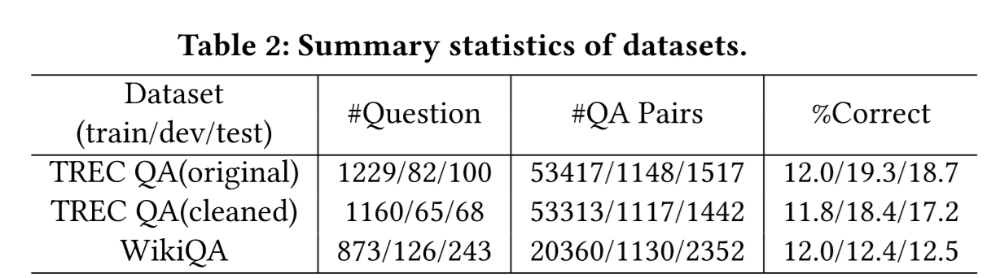 Table 2: Summary statistics of datasets.
Dataset
(train/dev/test) #Question #QA Pairs %Correct
TREC QA(original) 1229/82/100 53417/1148/1517 12.0/19.3/18.7
TREC QA(cleaned) 1160/65/68 53313/1117/1442 11.8/18.4/17.2
WikiQA 873/126/243 20360/1130/2352 12.0/12.4/12.5